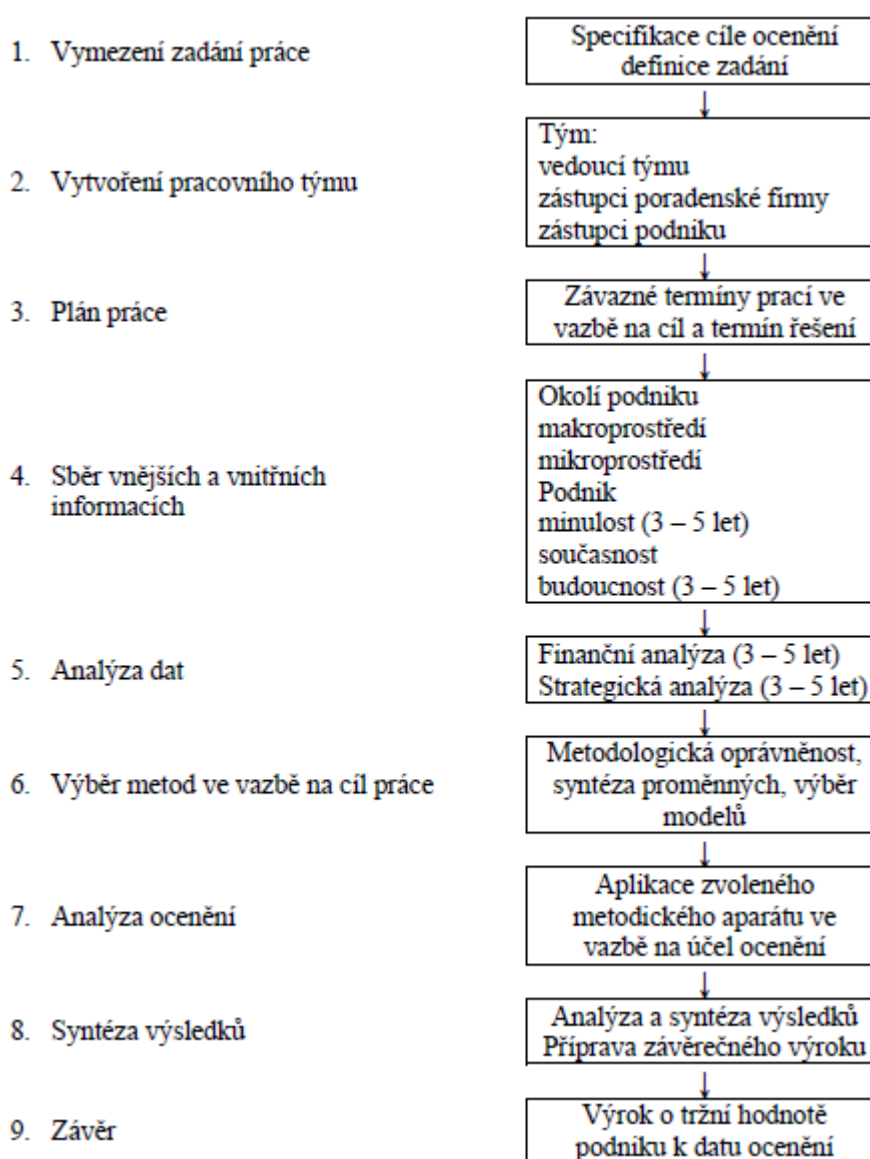 1. Vymezení zadání práce
Specifikace cíle ocenění
definice zadání
2. Vytvoření pracovního týmu
Tým:
vedoucí týmu
zástupci poradenské firmy
zástupci podniku
3. Plán práce
Závazné termíny prací ve
vazbě na cíl a termín řešení
4. Sběr vnějších a vnitřních
informacích
Okolí podniku
makroprostředí
mikroprostředí
Podnik
minulost (3 – 5 let)
současnost
budoucnost (3 – 5 let)
5. Analýza dat
Finanční analýza (3 – 5 let)
Strategická analýza (3 – 5 let)
6. Výběr metod ve vazbě na cíl práce
Metodologická oprávněnost,
syntéza proměnných, výběr
modelů
7. Analýza ocenění
Aplikace zvoleného
metodického aparátu ve
vazbě na účel ocenění
8. Syntéza výsledků
Analýza a syntéza výsledků
Příprava závěrečného výroku
9. Závěr
Výrok o tržní hodnotě
podniku k datu ocenění